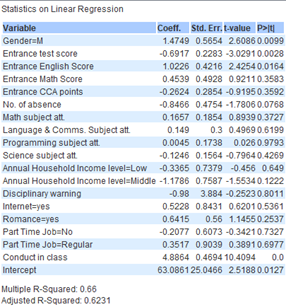 Statistics on Linear Regression
Coeff. Std. Err. t-value P>|t|
Gender=M 1.4749 0.5654 2.6086 0.0099
Entrance test score -0.6917 0.2283 -3.0291 0.0028
Entrance English Score 1.0226 0.4216 2.4254 0.0164
Entrance Math Score 0.4539 0.4928 0.9211 0.3583
Entrance CCA points -0.2624 0.2854 -0.9195 0.3592
No. of absence -0.8466 0.4754 -1.7806 0.0768
Math subject att. 0.1657 0.1854 0.8939 0.3727
Language & Comms. Subject att. 0.149 0.3 0.4969 0.6199
Programming subject att. 0.0045 0.1738 0.026 0.9793
Science subject att. -0.1246 0.1564 -0.7964 0.4269
Annual Household Income level=Low -0.3365 0.7379 -0.456 0.649
Annual Household Income level=Middle -1.1786 0.7587 -1.5534 0.1222
Disciplinary warning -0.98 3.884 -0.2523 0.8011
Internet=yes 0.5228 0.8431 0.6201 0.5361
Romance=yes 0.6415 0.56 1.1455 0.2537
Part Time Job=No -0.2077 0.6073 -0.3421 0.7327
Part Time Job=Regular 0.3517 0.9039 0.3891 0.6977
Conduct in class 4.8864 0.4694 10.4094 0.0
Intercept 63.0861 25.0466 2.5188 0.0127
Multiple R-Squared: 0.66
Adjusted R-Squared: 0.6231